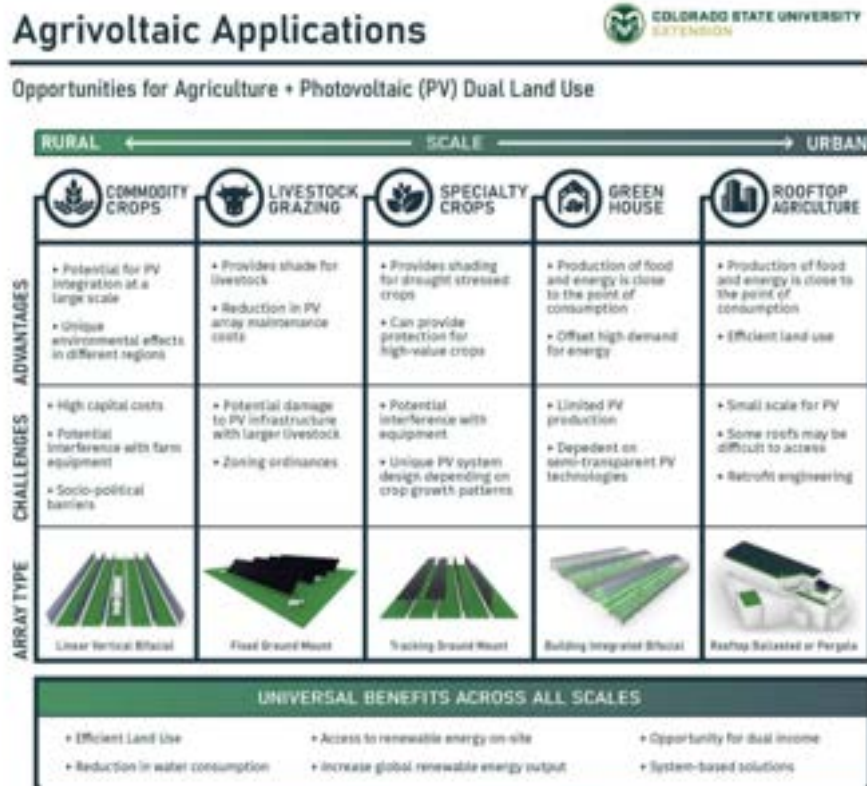 Agrivoltaic Applications
COLORADO STATE UNIVERSITY
EXTENSION
Opportunities for Agriculture + Photovoltaic (PV) Dual Land Use
RURAL
SCALE
URBAN
COMMODITY
CROPS
LIVESTOCK
GRAZING
SPECIALTY
CROPS
GREEN
HOUSE
ROOFTOP
AGRICULTURE
ADVANTAGES
• Potential for PV
integration at a
large scale
• Unique
environmental effects
in different regions
• Provides shade for
livestock
• Reduction in PV
array maintenance
costs
• Provides shading
for drought stressed
crops
• Can provide
protection for
high-value crops
• Production of food
and energy is close
to the point of
consumption
• Offset high demand
for energy
• Production of food
and energy is close to
the point of
consumption
• Efficient land use
CHALLENGES
• High capital costs
• Potential
interference with farm
equipment
• Socio-political
barriers
• Potential damage
to PV infrastructure
with larger livestock
• Zoning ordinances
• Potential
interference with
equipment
• Unique PV system
design depending on
crop growth patterns
• Limited PV
production
• Depedent on
semi-transparent PV
technologies
• Small scale for PV
• Some roofs may be
difficult to access
• Retrofit engineering
ARRAY TYPE
Linear Vertical Bifacial
Fixed Ground Mount
Tracking Ground Mount
Building Integrated Bifacial
Rooftop Ballasted or Pergola
UNIVERSAL BENEFITS ACROSS ALL SCALES
• Efficient Land Use
• Access to renewable energy on-site
• Opportunity for dual income
• Reduction in water consumption
• Increase global renewable energy output
• System-based solutions